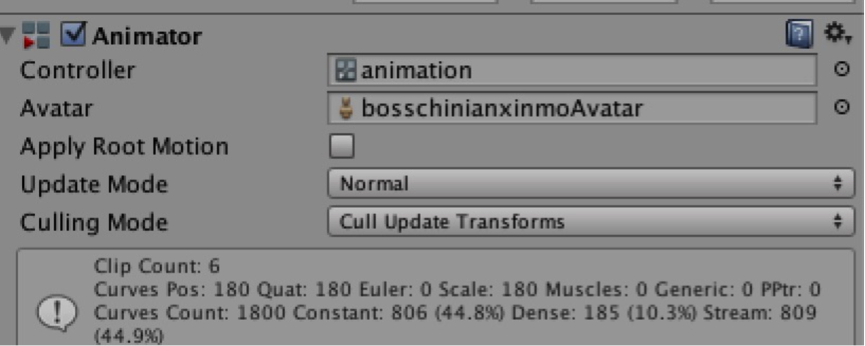 Animator
Controller animation
Avatar bosschinianxinmoAvatar
Apply Root Motion
Update Mode Normal
Culling Mode Cull Update Transforms
Clip Count: 6
Curves Pos: 180 Quat: 180 Euler: 0 Scale: 180 Muscles: 0 Generic: 0 PPtr: 0
Curves Count: 1800 Constant: 806 (44.8%) Dense: 185 (10.3%) Stream: 809
(44.9%)